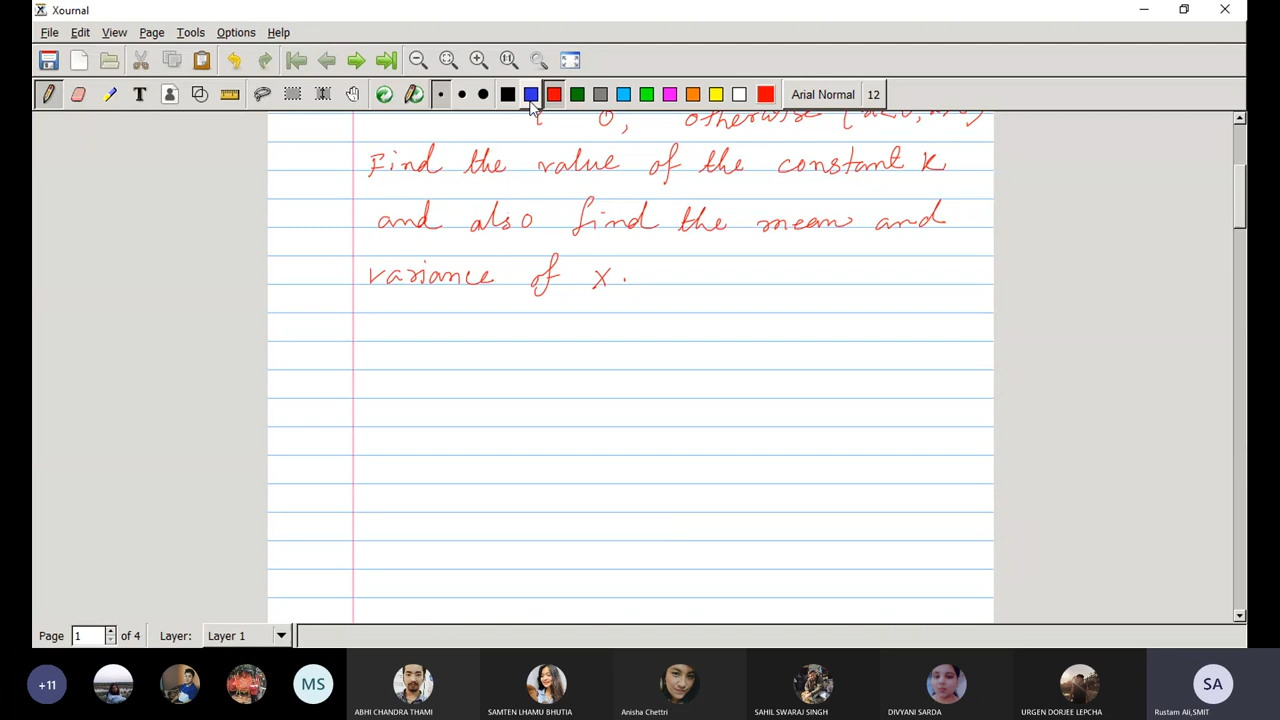 Xournal
File Edit View Page Tools Options Help
Arial Normal 12
0, otherwise
Find the value of the constant K
and also find the mean and
variance of x.
Page 1 of 4 Layer: Layer 1
+11
MS
SA
ABHI CHANDRA THAMI
SAMTEN LHAMU BHUTIA
Anisha Chettri
SAHIL SWARAJ SINGH
DIVYANI SARDA
URGEN DORJEE LEPCHA
Rustam Ali,SMIT